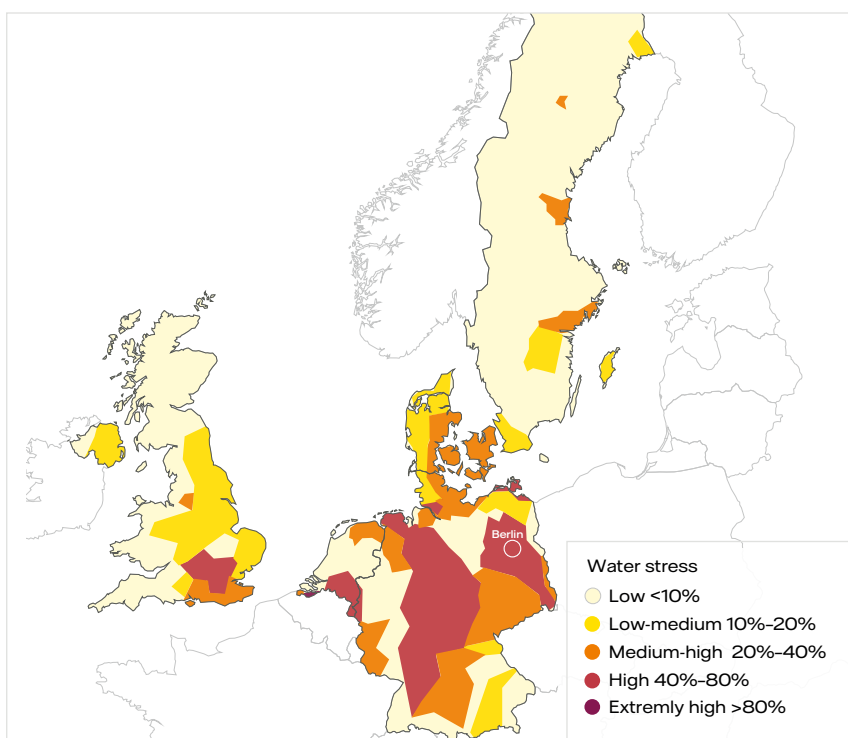 Berlin
Water stress
Low <10%
Low-medium 10%–20%
Medium-high 20%–40%
High 40%–80%
Extremly high >80%